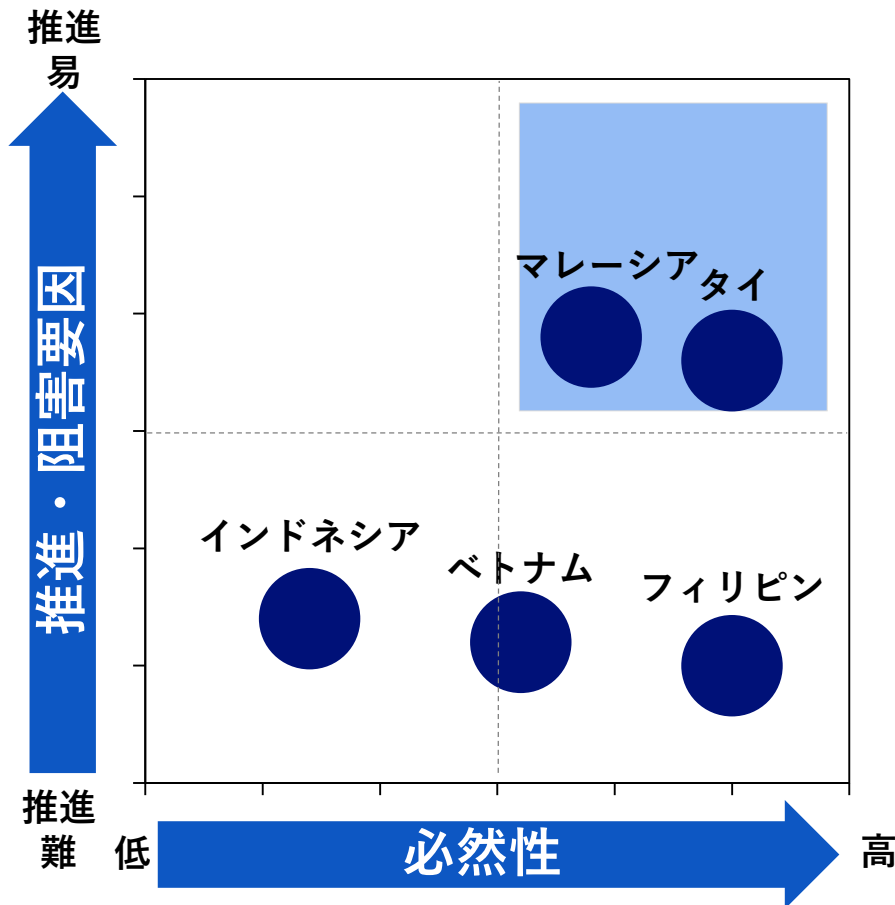 推進
易
推進・阻害要因
マレーシア
タイ
インドネシア
ベトナム
フィリピン
推進
難
低
必然性
高